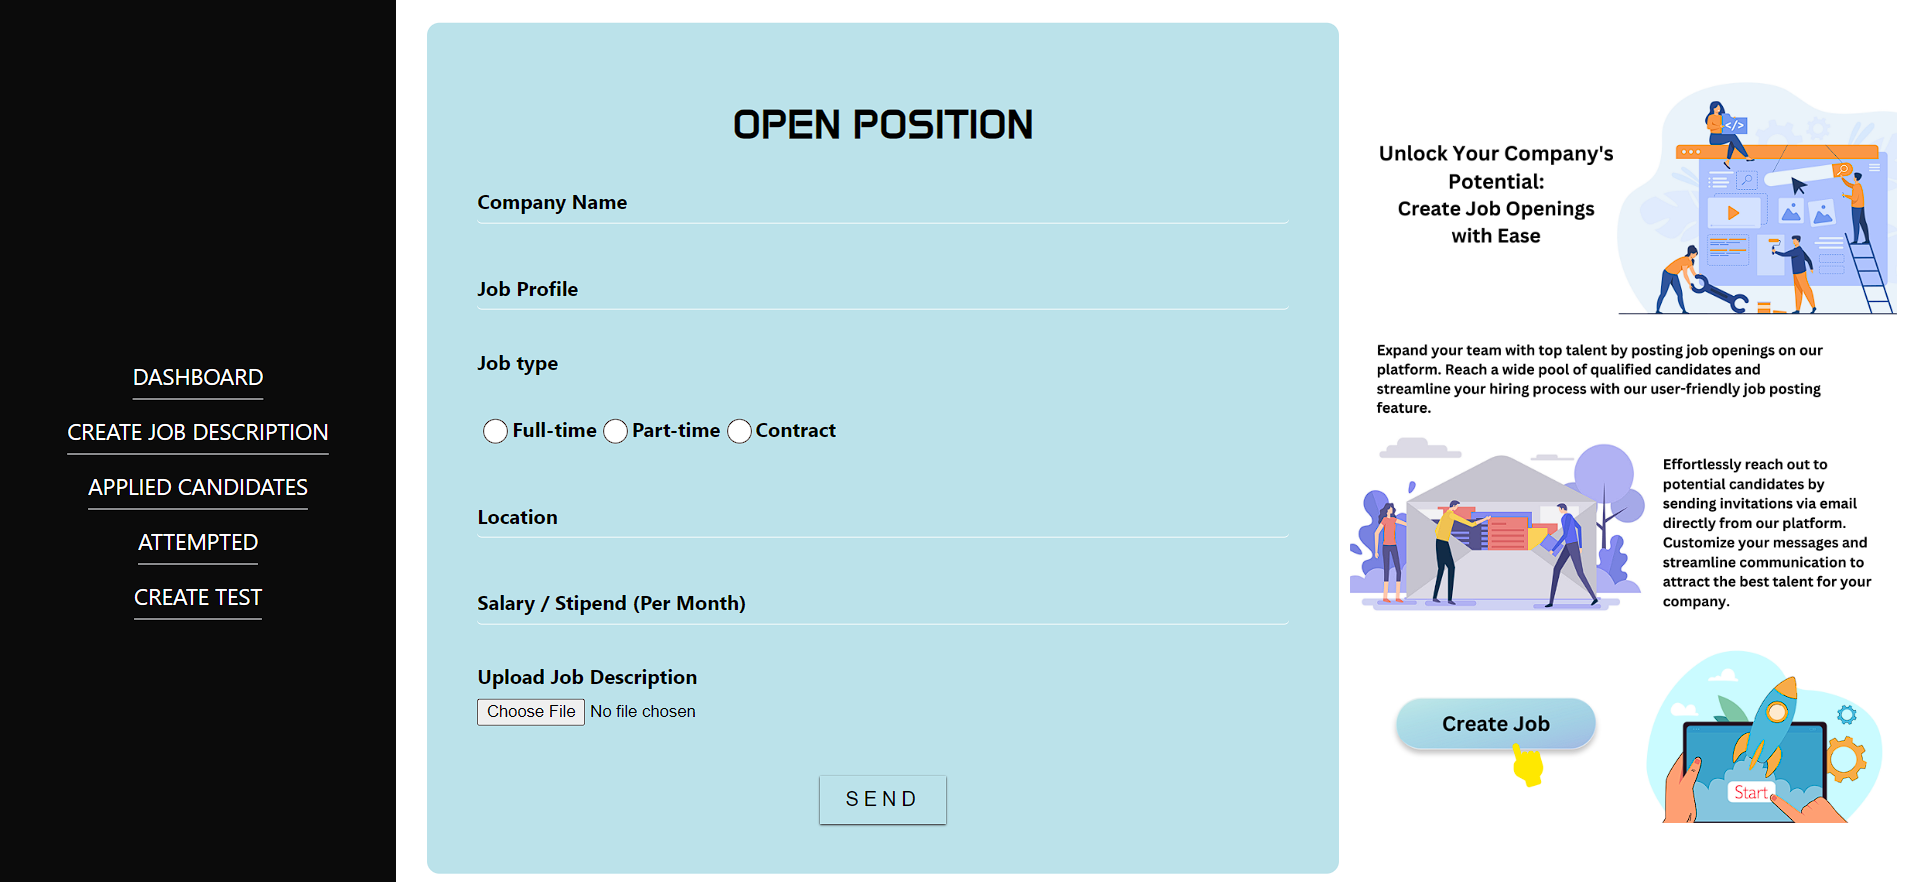 DASHBOARD
CREATE JOB DESCRIPTION
APPLIED CANDIDATES
ATTEMPTED
CREATE TEST
OPEN POSITION
Company Name
Job Profile
Job type
Full-time Part-time Contract
Location
Salary / Stipend (Per Month)
Upload Job Description
Choose File No file chosen
SEND
Unlock Your Company's
Potential:
Create Job Openings
with Ease
</>
Expand your team with top talent by posting job openings on our
platform. Reach a wide pool of qualified candidates and
streamline your hiring process with our user-friendly job posting
feature.
Effortlessly reach out to
potential candidates by
sending invitations via email
directly from our platform.
Customize your messages and
streamline communication to
attract the best talent for your
company.
Create Job
Start